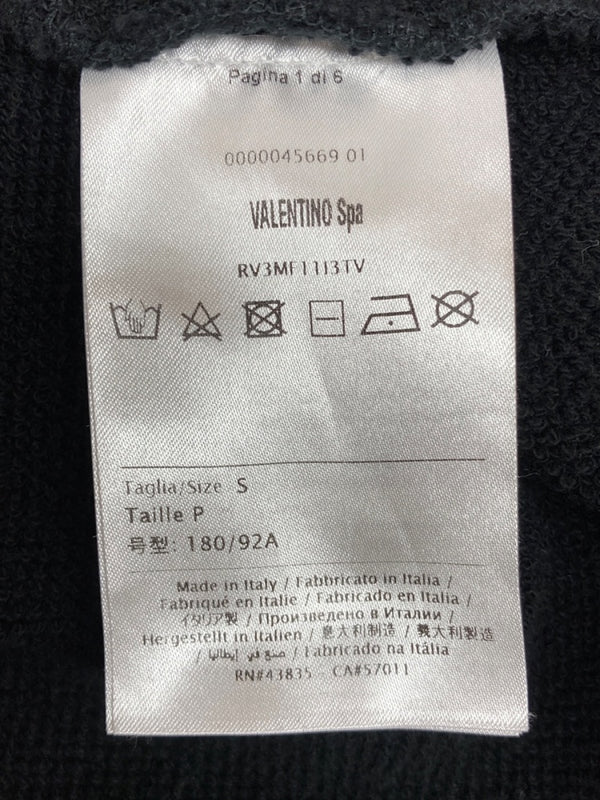 Pagina 1 di 6
0000045669 01
VALENTINO Spa
RV3MF11I3TV
Taglia/Size S
Taille P
号型: 180/92A
Made in Italy / Fabbricato in Italia /
Fabriqué en Italie / Fabricado en Italia /
イタリア製 / Произведено в Италии /
Hergestellt in Italien / 意大利制造 / 義大利製造
/ صنع في إيطاليا / Fabricado na Itália
RN#43835 - CA#57011